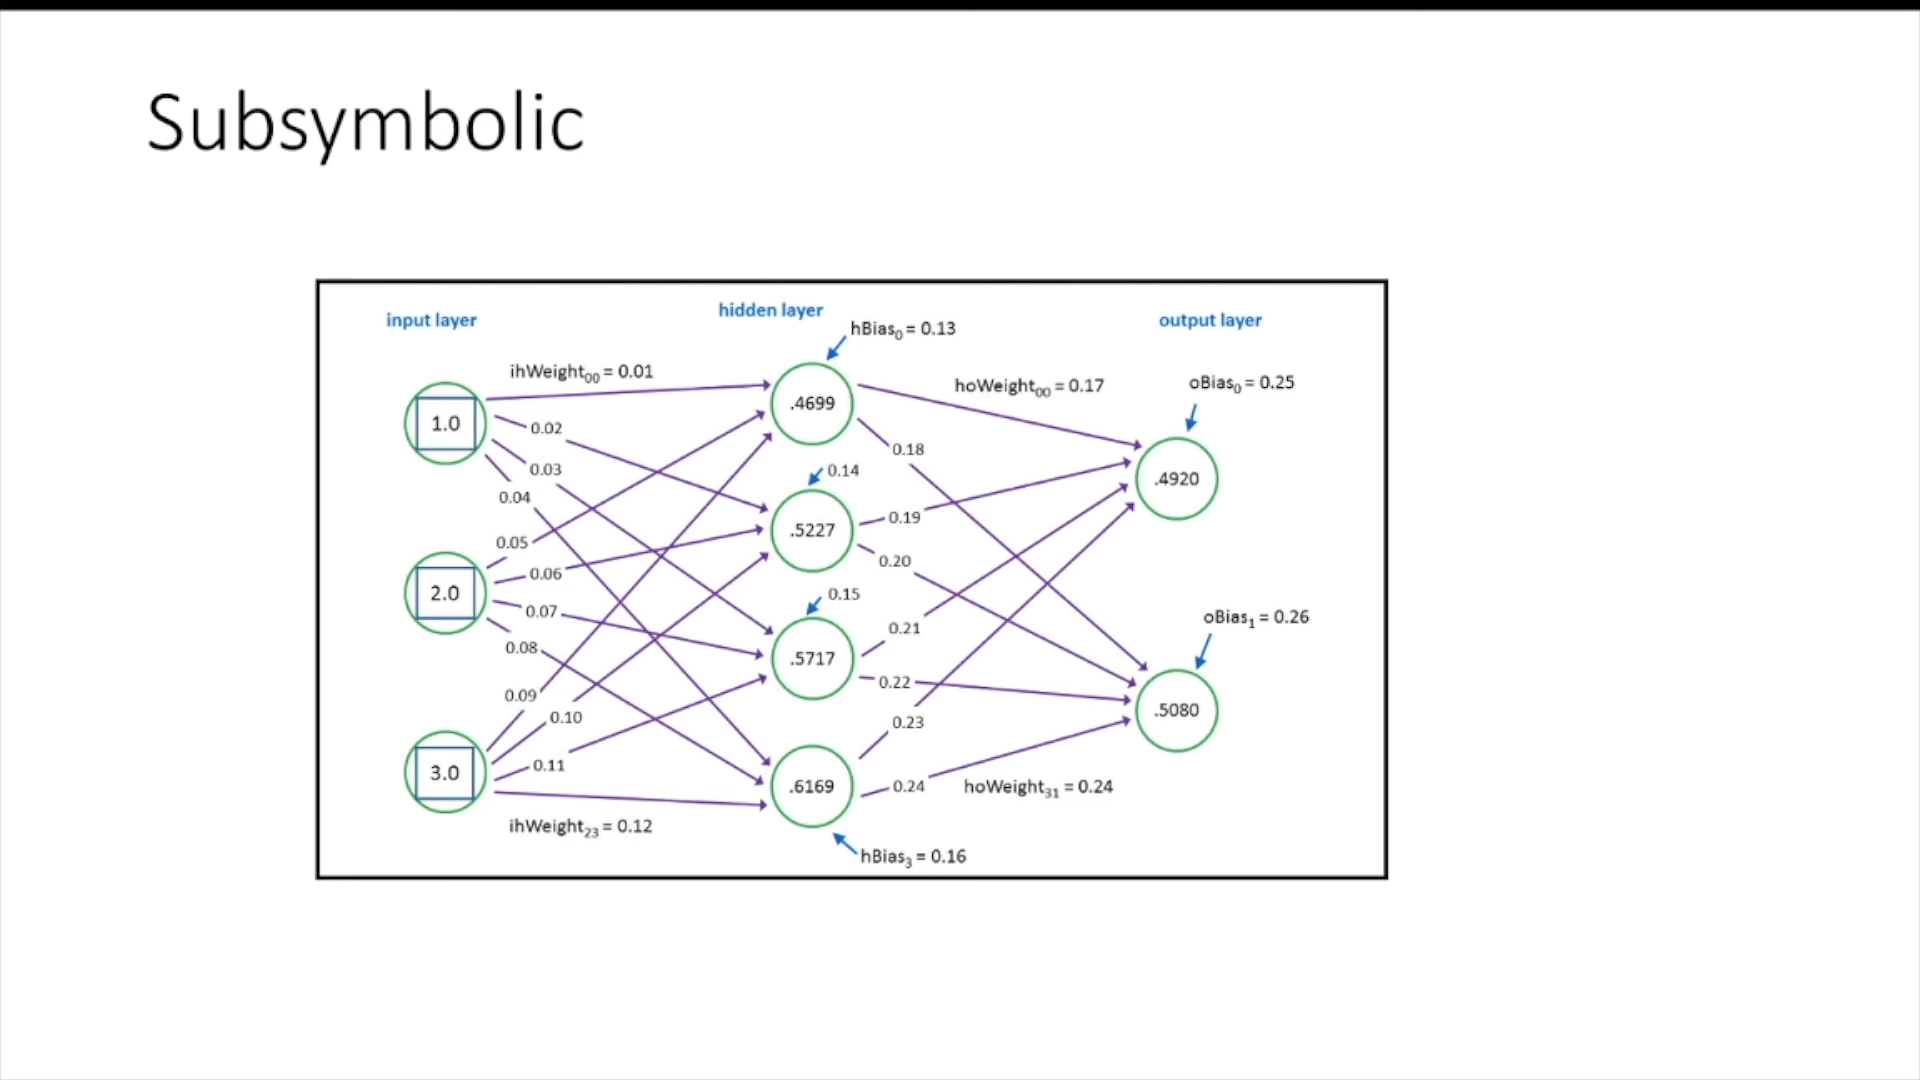 Subsymbolic
input layer
hidden layer
output layer
hBias0 = 0.13
ihWeight00 = 0.01
hoWeight00 = 0.17
oBias0 = 0.25
1.0
.4699
0.02
0.18
0.03
0.14
.4920
0.04
0.19
0.05
.5227
0.06
0.20
2.0
0.15
0.07
oBias1 = 0.26
0.21
0.08
.5717
0.22
0.09
0.10
0.23
.5080
0.11
3.0
.6169
0.24
hoWeight31 = 0.24
ihWeight23 = 0.12
hBias3 = 0.16